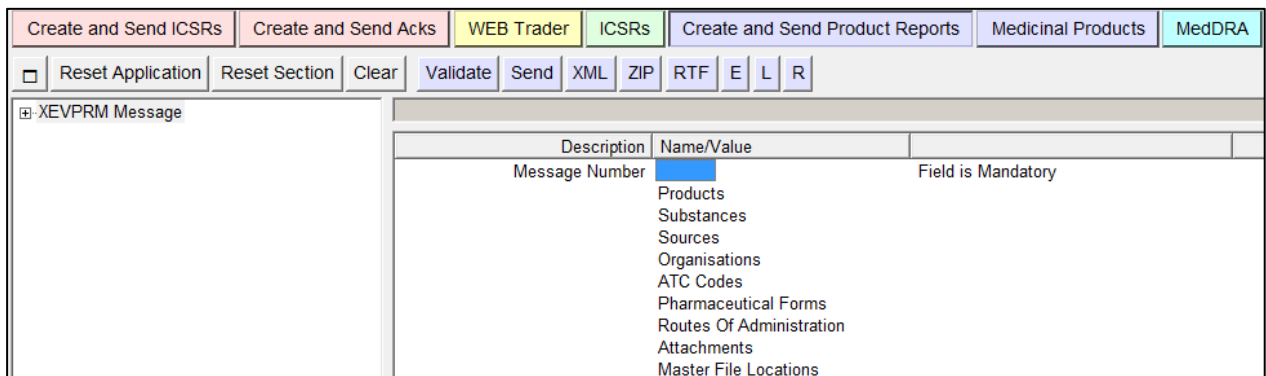 Create and Send ICSRs Create and Send Acks WEB Trader ICSRs Create and Send Product Reports Medicinal Products MedDRA
Reset Application Reset Section Clear Validate Send XML ZIP RTF E L R
XEVPRM Message
Description Name/Value
Message Number Field is Mandatory
Products
Substances
Sources
Organisations
ATC Codes
Pharmaceutical Forms
Routes Of Administration
Attachments
Master File Locations